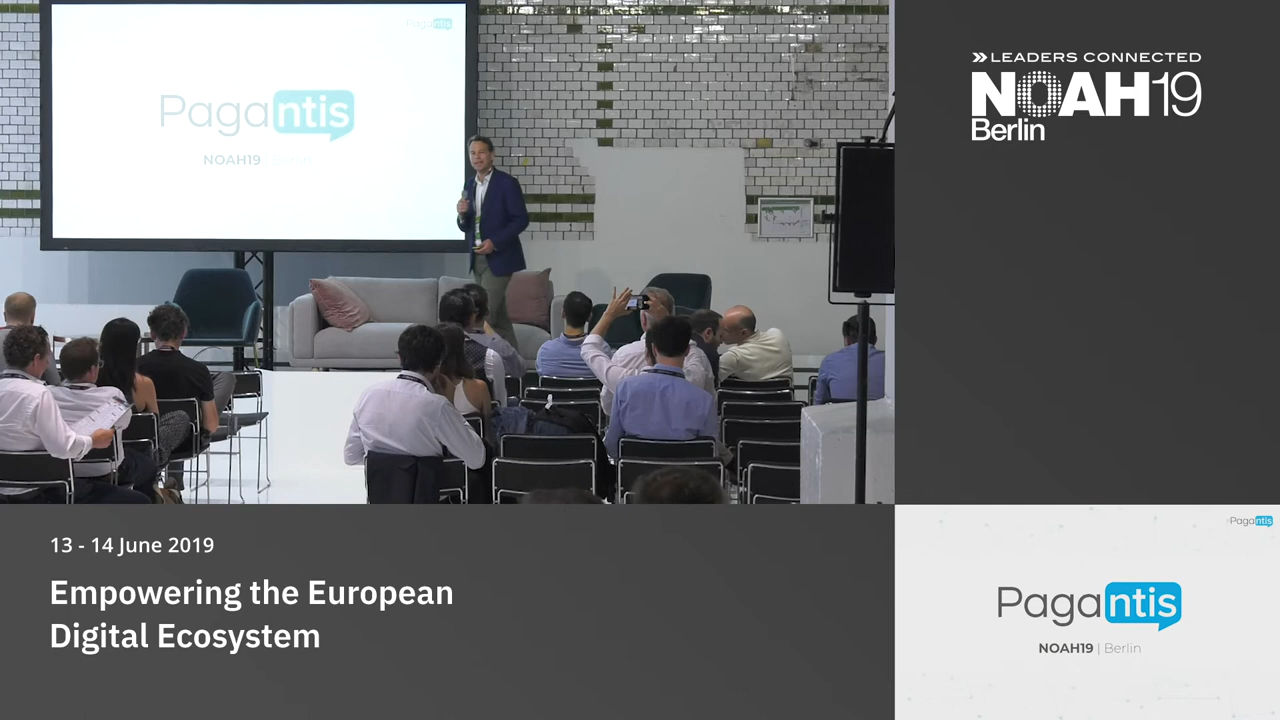 Pagantis
Pagantis
NOAH19
LEADERS CONNECTED
NOAH19
Berlin
13 - 14 June 2019
Empowering the European
Digital Ecosystem
Pagantis
Pagantis
NOAH19 | Berlin